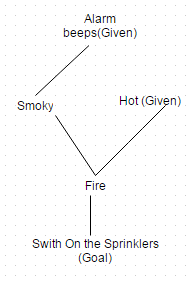 Alarm
beeps(Given)
Smoky
Hot (Given)
Fire
Swith On the Sprinklers
(Goal)